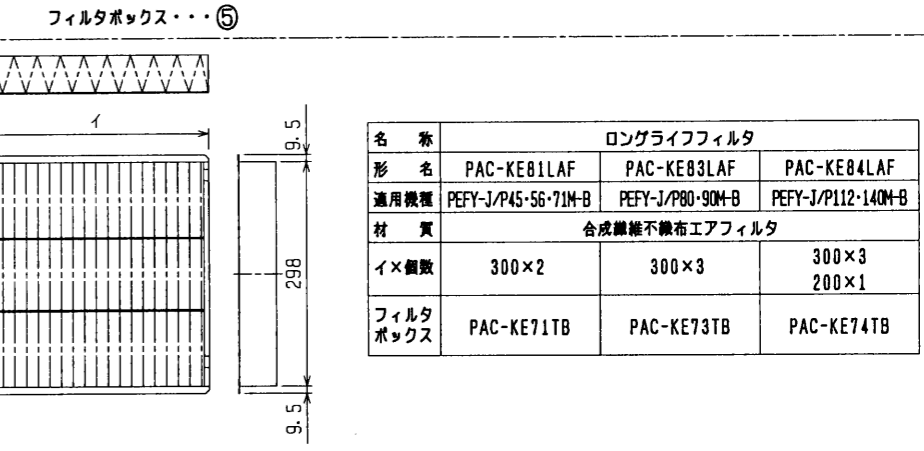 フィルタボックス・・・⑤
イ
9.5
298
9.5
名 称 ロングライフフィルタ
形 名 PAC-KE81LAF PAC-KE83LAF PAC-KE84LAF
適用機種 PEFY-J/P45・56・71M-B PEFY-J/P80・90M-B PEFY-J/P112・140M-B
材 質 合成繊維不織布エアフィルタ
イ×個数 300×2 300×3 300×3
200×1
フィルタ
ボックス PAC-KE71TB PAC-KE73TB PAC-KE74TB